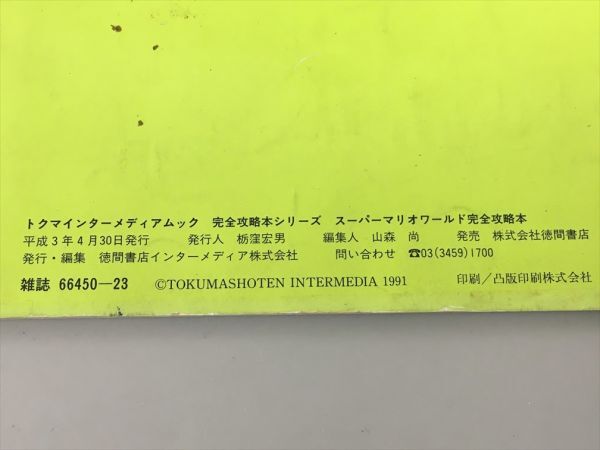 トクマインターメディアムック　完全攻略本シリーズ　スーパーマリオワールド完全攻略本
平成3年4月30日発行　発行人　栃窪宏男　編集人　山森　尚　発売　株式会社徳間書店
発行・編集　徳間書店インターメディア株式会社　問い合わせ　☎03(3459)1700
雑誌 66450—23　©TOKUMASHOTEN INTERMEDIA 1991　印刷／凸版印刷株式会社